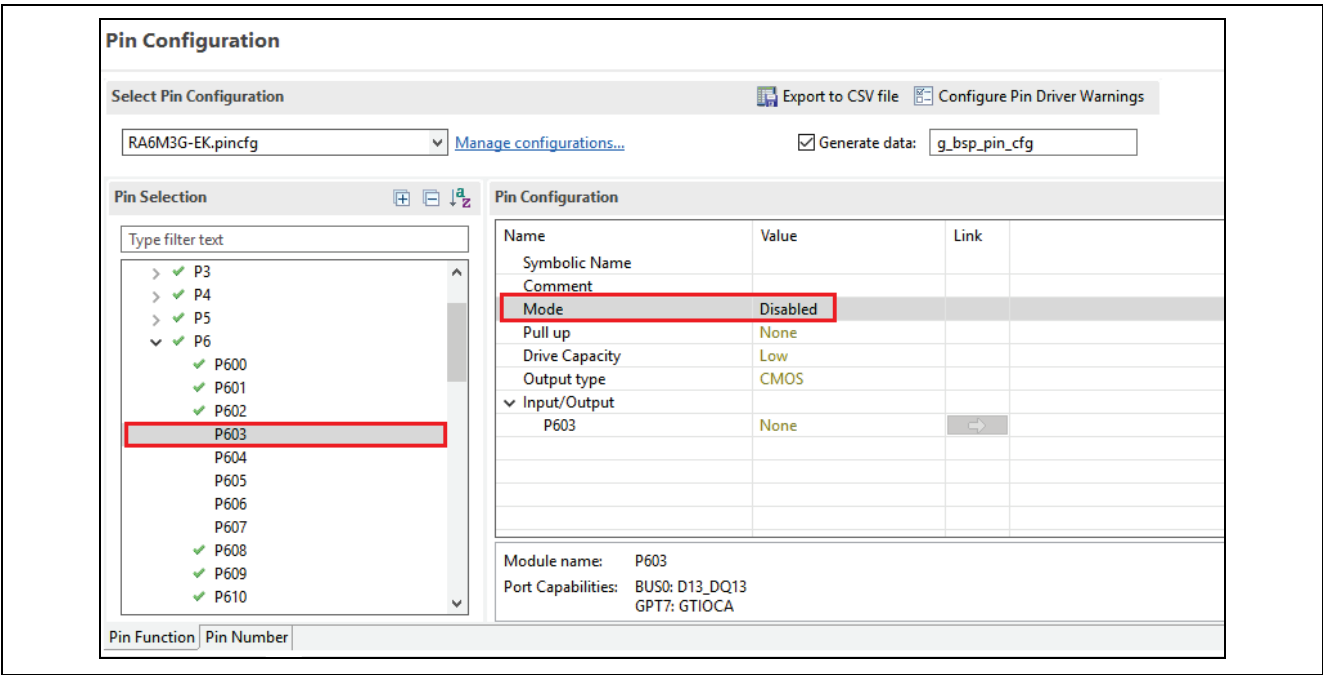 Pin Configuration
Select Pin Configuration
Export to CSV file Configure Pin Driver Warnings
RA6M3G-EK.pincfg Manage configurations... Generate data: g_bsp_pin_cfg
Pin Selection
Type filter text
P3
P4
P5
P6
P600
P601
P602
P603
P604
P605
P606
P607
P608
P609
P610
Pin Configuration
Name Value Link
Symbolic Name
Comment
Mode Disabled
Pull up None
Drive Capacity Low
Output type CMOS
Input/Output
P603 None
Module name: P603
Port Capabilities: BUS0: D13_DQ13
GPT7: GTIOCA
Pin Function Pin Number